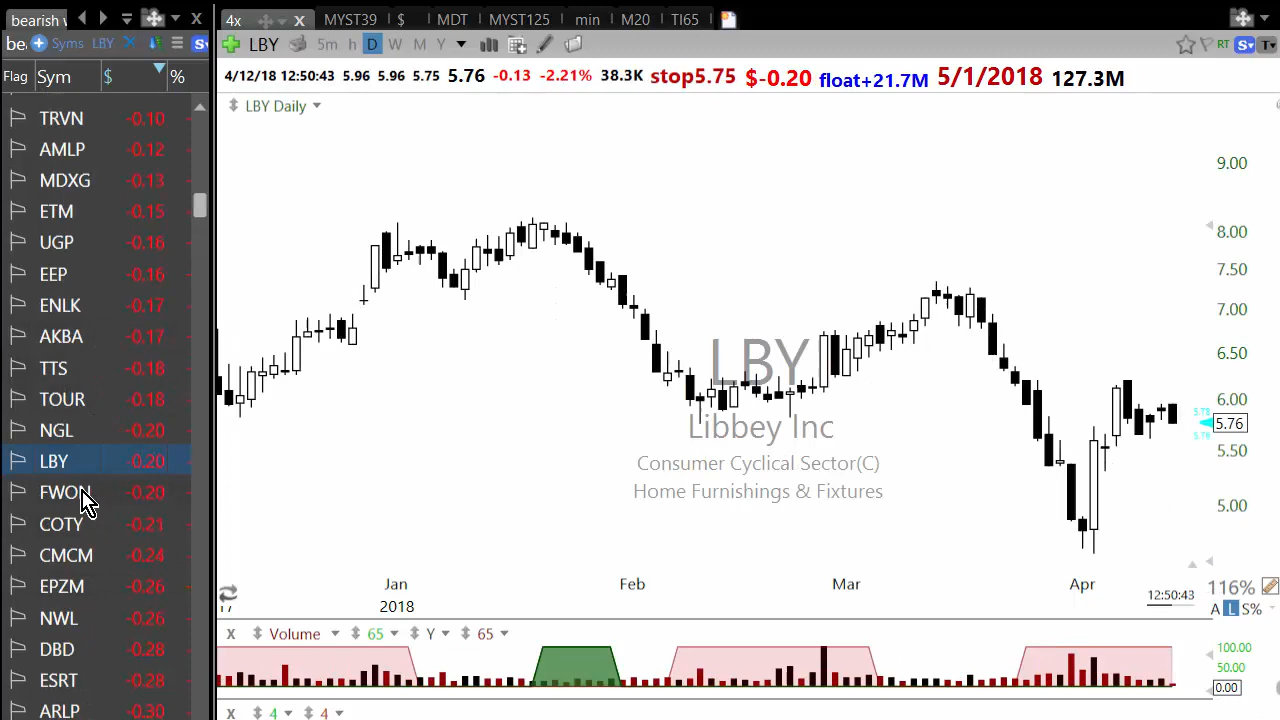 bearish w
4x MYST39 $ MDT MYST125 min M20 TI65
be Syms LBY S
LBY 5m h D W M Y RT S T
Flag Sym $ %
4/12/18 12:50:43 5.96 5.96 5.75 5.76 -0.13 -2.21% 38.3K stop5.75 $-0.20 float+21.7M 5/1/2018 127.3M
LBY Daily
TRVN -0.10
AMLP -0.12
MDXG -0.13
ETM -0.15
UGP -0.16
EEP -0.16
ENLK -0.17
AKBA -0.17
TTS -0.18
TOUR -0.18
NGL -0.20
LBY -0.20
FWON -0.20
COTY -0.21
CMCM -0.24
EPZM -0.26
NWL -0.26
DBD -0.28
ESRT -0.28
ARLP -0.30
9.00
8.00
7.50
7.00
6.50
6.00
5.76
5.76
5.76
5.50
5.00
LBY
Libbey Inc
Consumer Cyclical Sector(C)
Home Furnishings & Fixtures
Jan Feb Mar Apr
17 2018 12:50:43
116%
A L S%
X Volume 65 Y 65
100.00
50.00
0.00
X 4 4